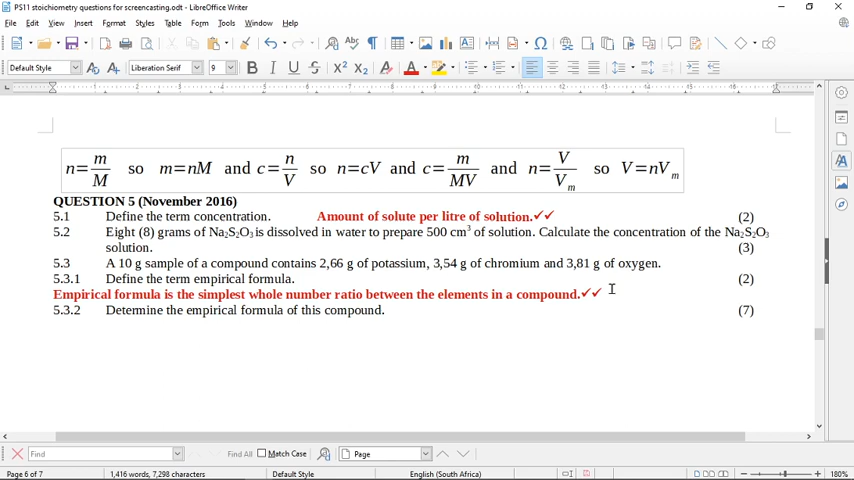 PS11 stoichiometry questions for screencasting.odt - LibreOffice Writer
File Edit View Insert Format Styles Table Form Tools Window Help
Default Style Liberation Serif 9
n=m/M so m=nM and c=n/V so n=cV and c=m/MV and n=V/Vm so V=nVm
QUESTION 5 (November 2016)
5.1 Define the term concentration. Amount of solute per litre of solution.✓✓ (2)
5.2 Eight (8) grams of Na2S2O3 is dissolved in water to prepare 500 cm³ of solution. Calculate the concentration of the Na2S2O3
solution. (3)
5.3 A 10 g sample of a compound contains 2,66 g of potassium, 3,54 g of chromium and 3,81 g of oxygen.
5.3.1 Define the term empirical formula. (2)
Empirical formula is the simplest whole number ratio between the elements in a compound.✓✓
5.3.2 Determine the empirical formula of this compound. (7)
Find Find All Match Case Page
Page 6 of 7 1,416 words, 7,298 characters Default Style English (South Africa) 180%